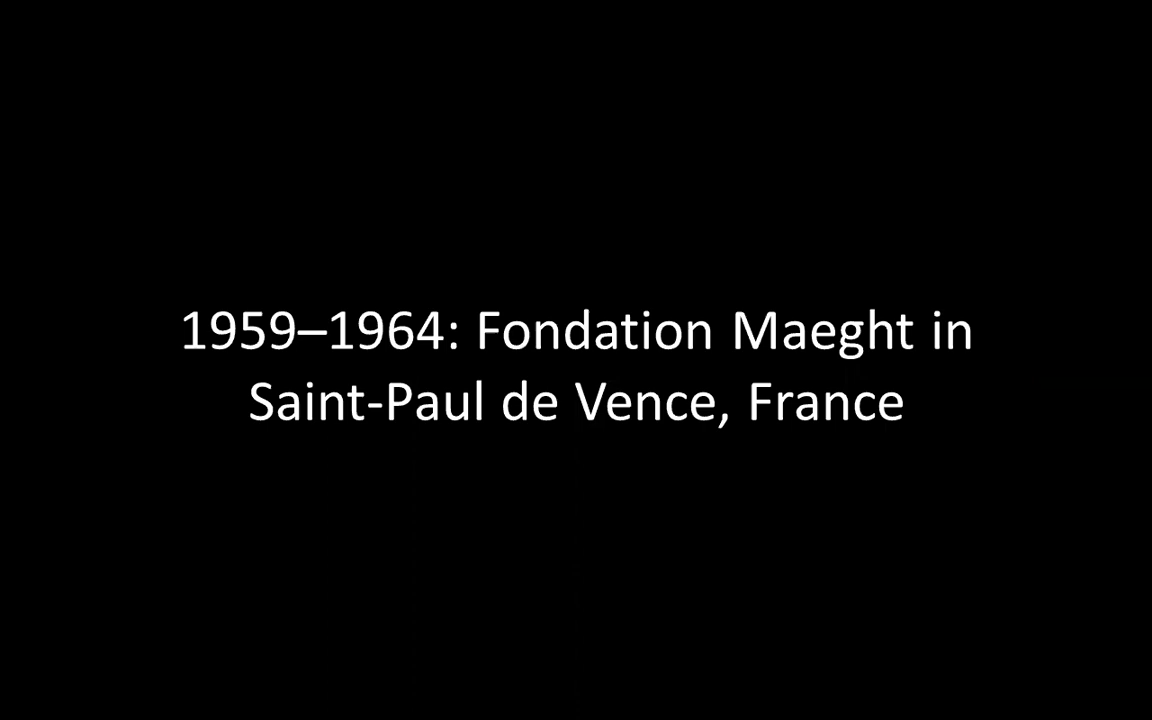 1959–1964: Fondation Maeght in
Saint-Paul de Vence, France